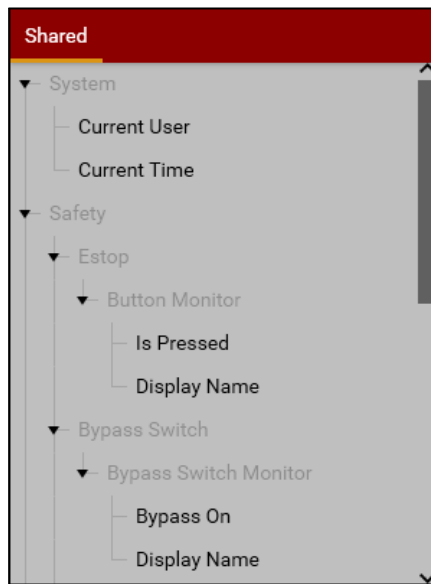 Shared
System
Current User
Current Time
Safety
Estop
Button Monitor
Is Pressed
Display Name
Bypass Switch
Bypass Switch Monitor
Bypass On
Display Name